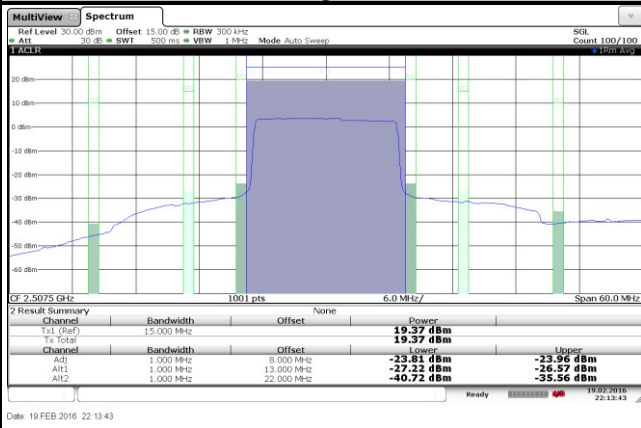 MultiView Spectrum
Ref Level 30.00 dBm Offset 15.00 dB RBW 300 kHz SGL
Att 30 dB SWT 500 ms VBW 1 MHz Mode Auto Sweep Count 100/100
1 ACLR 1Rm Avg
20 dBm
10 dBm
0 dBm
-10 dBm
-20 dBm
-30 dBm
-40 dBm
-50 dBm
-60 dBm
CF 2.5075 GHz 1001 pts 6.0 MHz/ Span 60.0 MHz
2 Result Summary None
Channel Bandwidth Offset Power
Tx1 (Ref) 15.000 MHz 19.37 dBm
Tx Total 19.37 dBm
Channel Bandwidth Offset Lower Upper
Adj 1.000 MHz 8.000 MHz -23.81 dBm -23.96 dBm
Alt1 1.000 MHz 13.000 MHz -27.22 dBm -26.57 dBm
Alt2 1.000 MHz 22.000 MHz -40.72 dBm -35.56 dBm
Ready 19.02.2016
22:13:43
Date: 19.FEB.2016 22:13:43